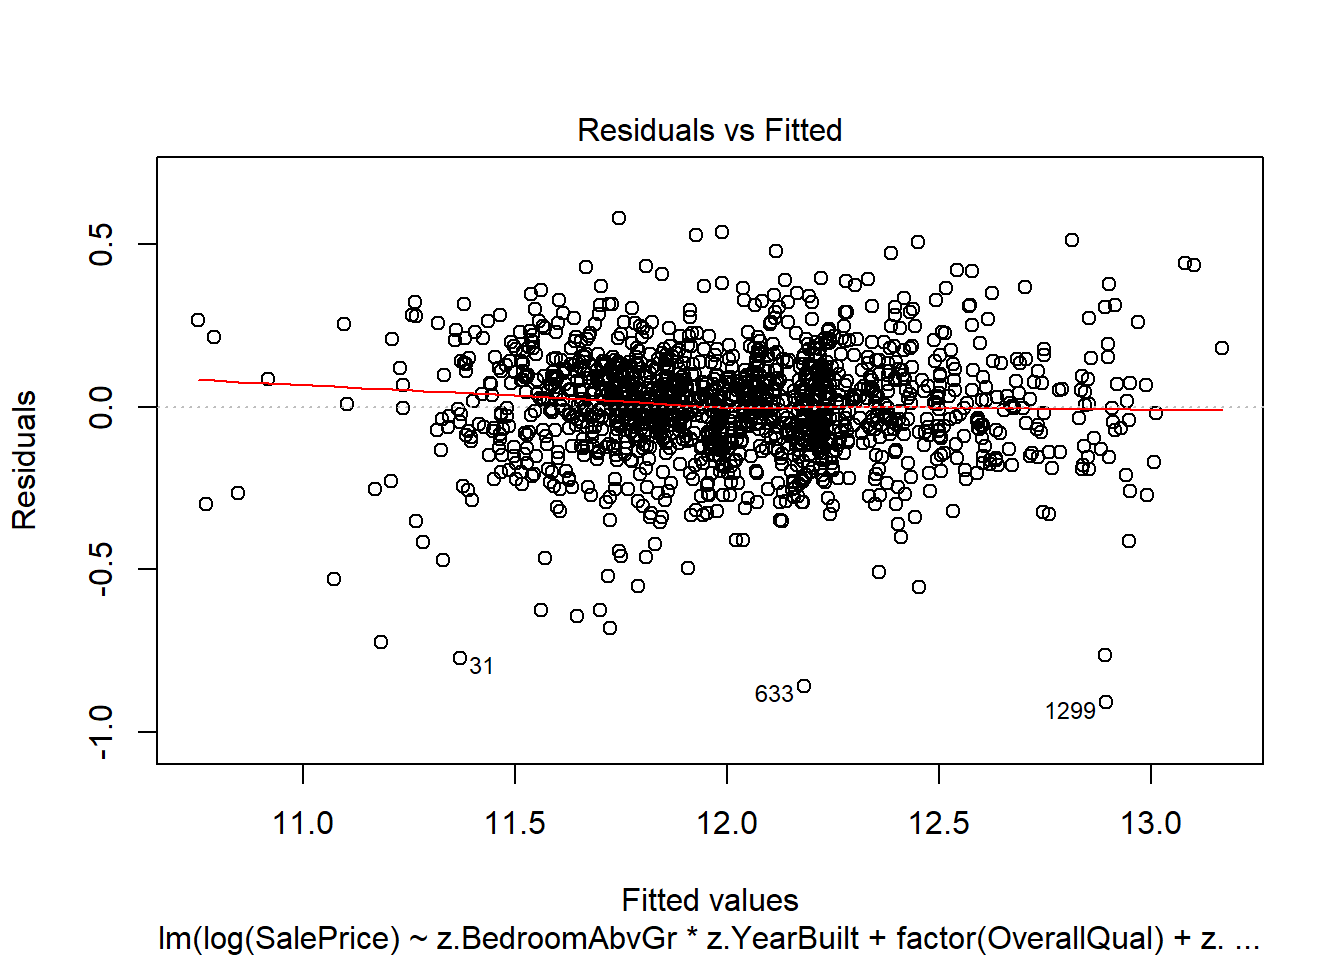 Residuals vs Fitted
Residuals
0.5
0.0
-0.5
-1.0
31
633
1299
11.0 11.5 12.0 12.5 13.0
Fitted values
lm(log(SalePrice) ~ z.BedroomAbvGr * z.YearBuilt + factor(OverallQual) + z. ...